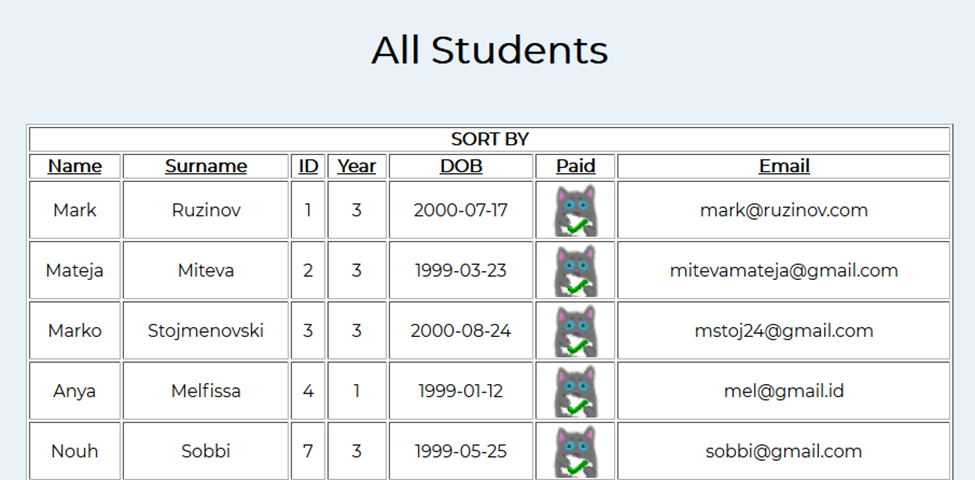 All Students
SORT BY
Name Surname ID Year DOB Paid Email
Mark Ruzinov 1 3 2000-07-17 mark@ruzinov.com
Mateja Miteva 2 3 1999-03-23 mitevamateja@gmail.com
Marko Stojmenovski 3 3 2000-08-24 mstoj24@gmail.com
Anya Melfissa 4 1 1999-01-12 mel@gmail.id
Nouh Sobbi 7 3 1999-05-25 sobbi@gmail.com